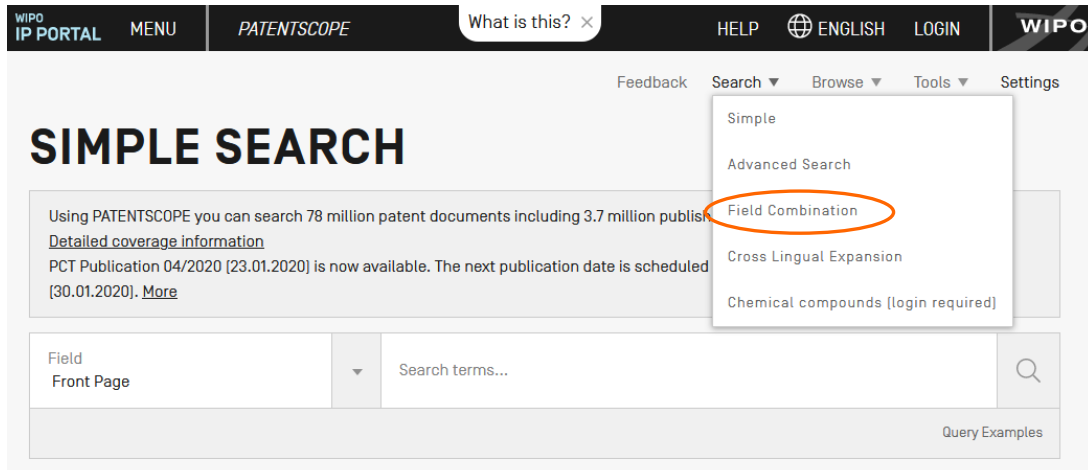 WIPO
IP PORTAL
MENU
PATENTSCOPE
What is this? ×
HELP
ENGLISH
LOGIN
WIPO
Feedback
Search ▼
Browse ▼
Tools ▼
Settings
Simple
Advanced Search
Field Combination
Cross Lingual Expansion
Chemical compounds [login required]
SIMPLE SEARCH
Using PATENTSCOPE you can search 78 million patent documents including 3.7 million
Detailed coverage information
PCT Publication 04/2020 [23.01.2020] is now available. The next publication date is scheduled
[30.01.2020]. More
Field
Front Page
Search terms...
Query Examples